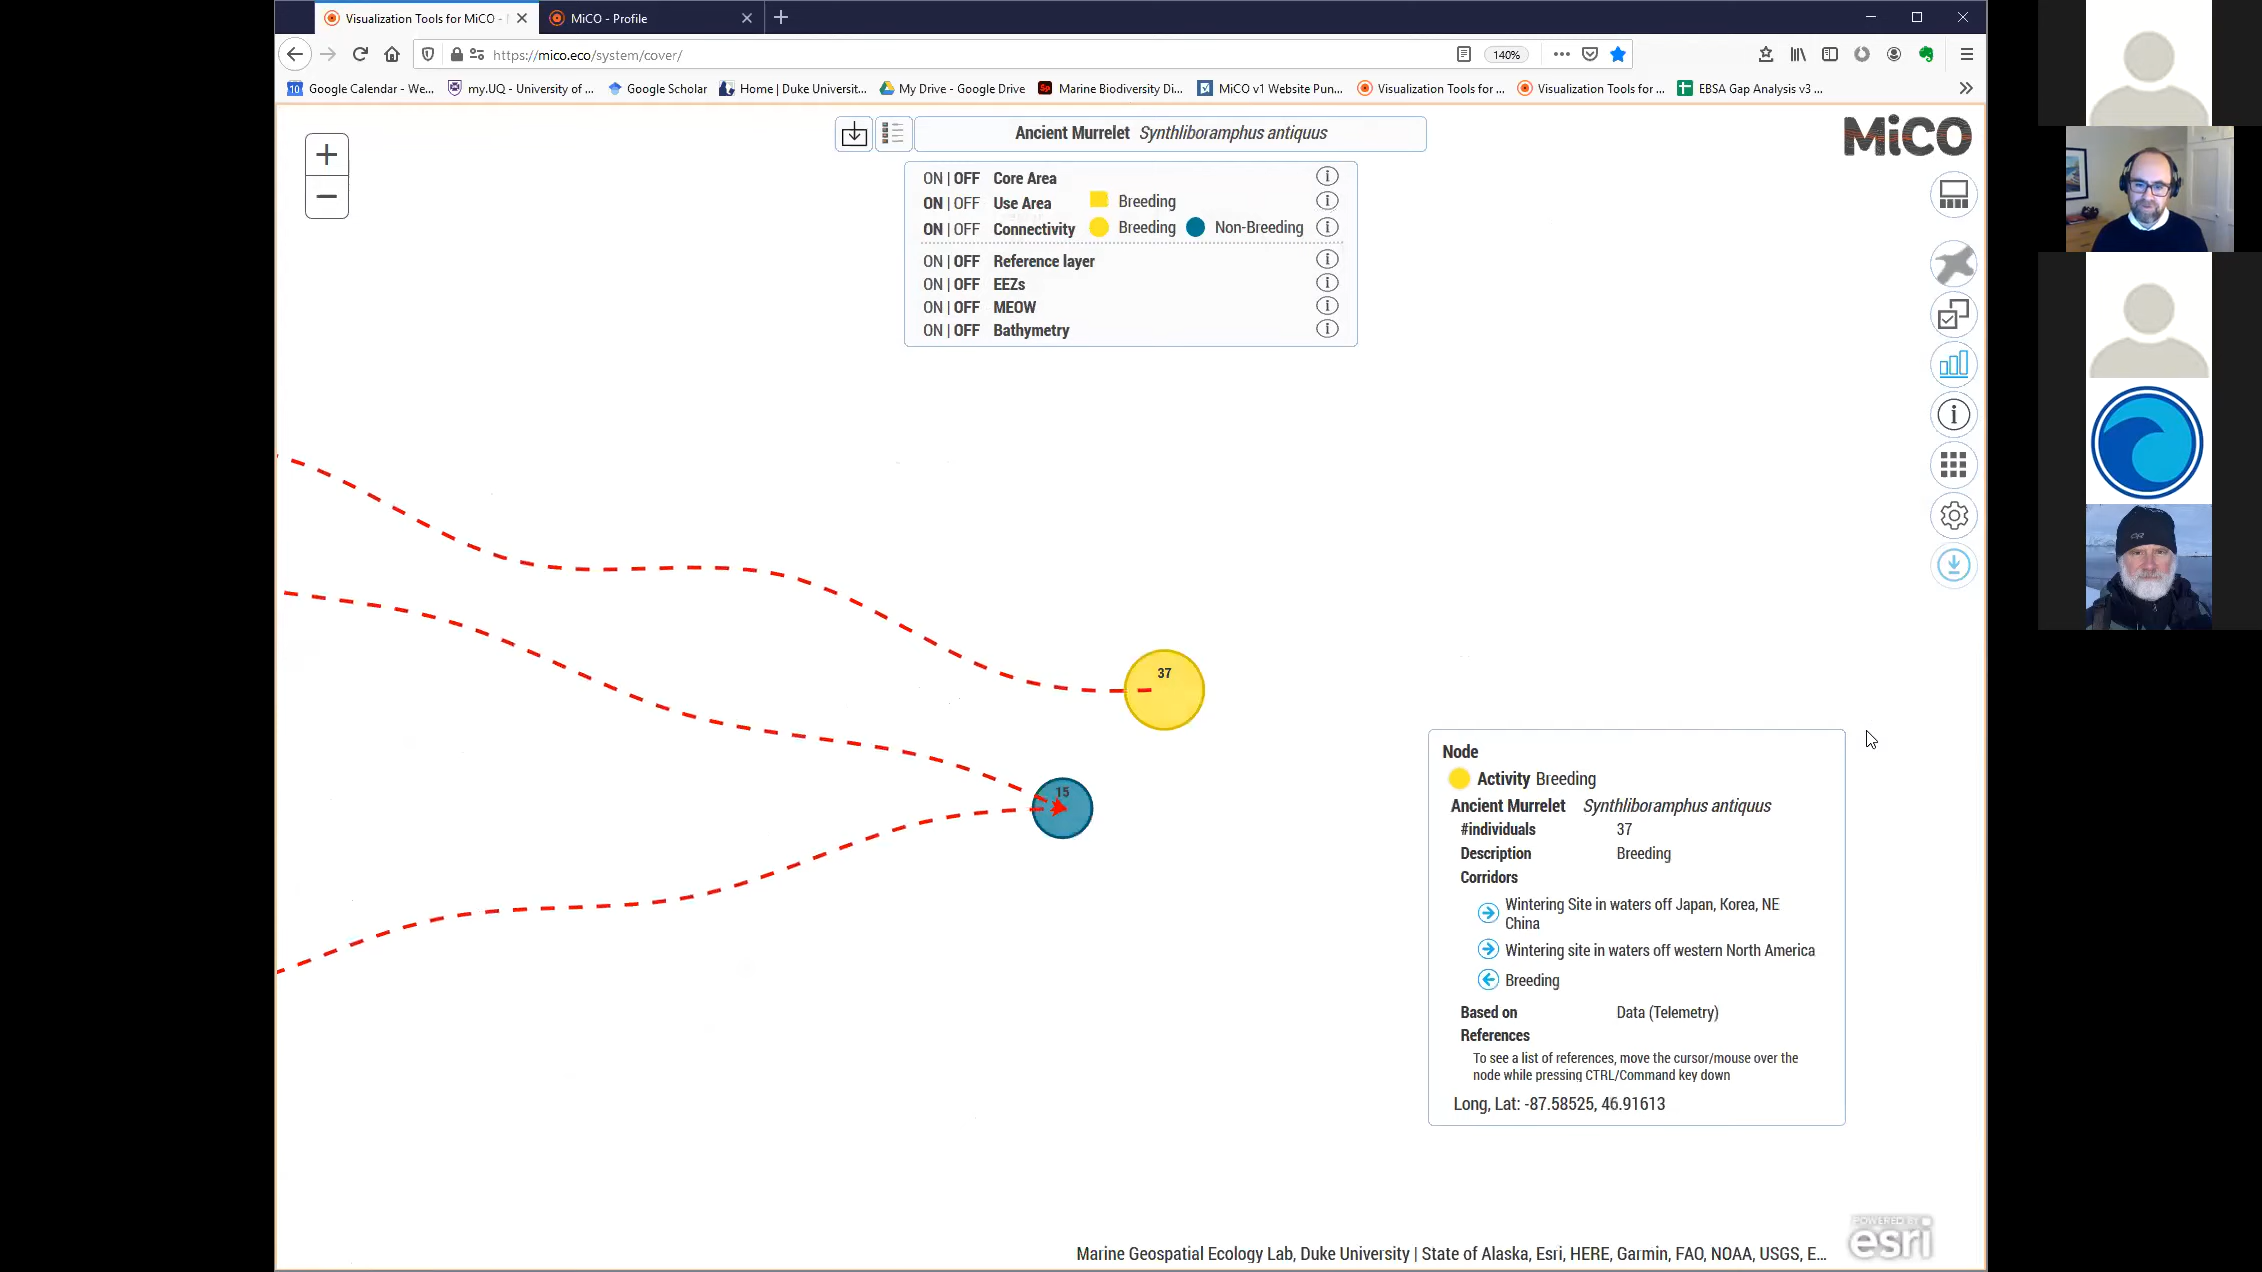 Visualization Tools for MiCO -
MiCO - Profile
https://mico.eco/system/cover/
140%
Google Calendar - We...
my.UQ - University of ...
Google Scholar
Home | Duke Universit...
My Drive - Google Drive
Marine Biodiversity Di...
MiCO v1 Website Pun...
Visualization Tools for ...
Visualization Tools for ...
EBSA Gap Analysis v3 ...
Ancient Murrelet Synthliboramphus antiquus
MiCO
ON | OFF Core Area
ON | OFF Use Area Breeding
ON | OFF Connectivity Breeding Non-Breeding
ON | OFF Reference layer
ON | OFF EEZs
ON | OFF MEOW
ON | OFF Bathymetry
37
15
Node
Activity Breeding
Ancient Murrelet Synthliboramphus antiquus
#individuals 37
Description Breeding
Corridors
Wintering Site in waters off Japan, Korea, NE
China
Wintering site in waters off western North America
Breeding
Based on Data (Telemetry)
References
To see a list of references, move the cursor/mouse over the
node while pressing CTRL/Command key down
Long, Lat: -87.58525, 46.91613
POWERED BY
esri
Marine Geospatial Ecology Lab, Duke University | State of Alaska, Esri, HERE, Garmin, FAO, NOAA, USGS, E...